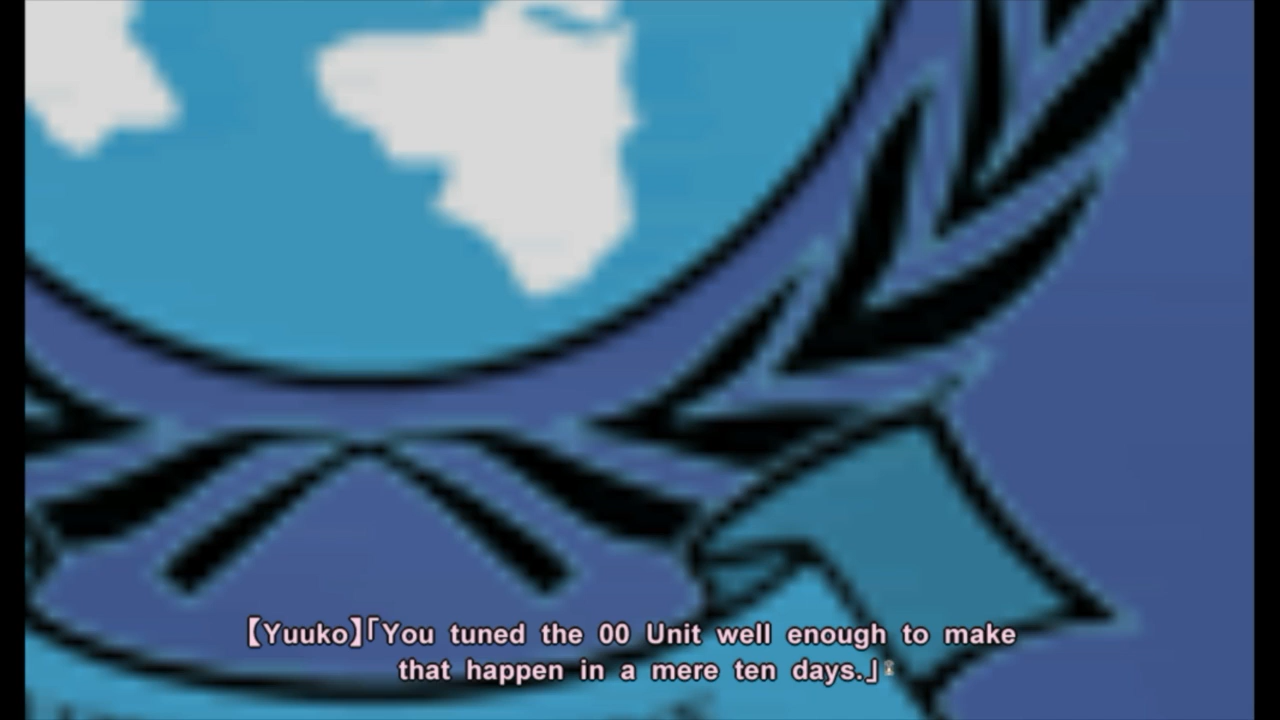 【Yuuko】「You tuned the 00 Unit well enough to make
that happen in a mere ten days.」